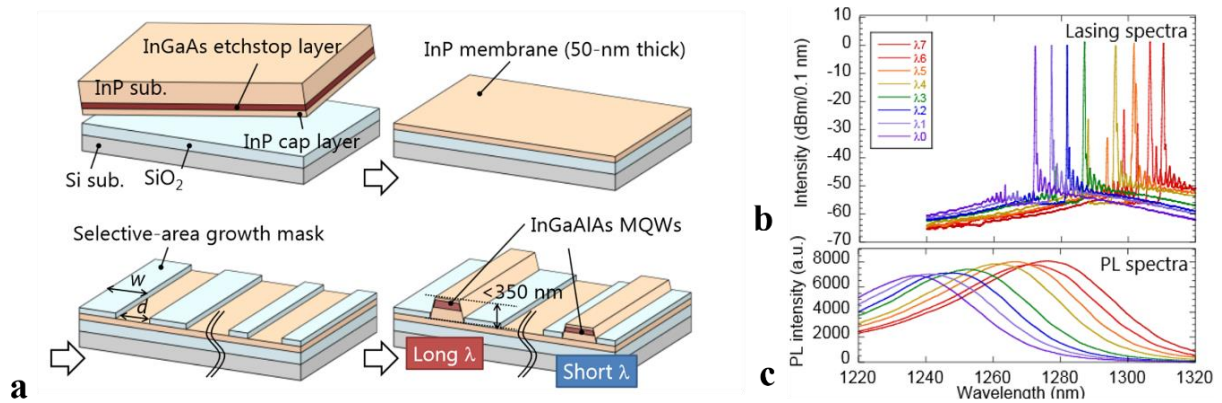 InGaAs etchstop layer
InP sub.
InP cap layer
Si sub.
SiO2
InP membrane (50-nm thick)
Selective-area growth mask
w
d
InGaAlAs MQWs
<350 nm
Long λ
Short λ
a
Lasing spectra
10
0
-10
-20
-30
-40
-50
-60
-70
Intensity (dBm/0.1 nm)
λ7
λ6
λ5
λ4
λ3
λ2
λ1
λ0
b
PL spectra
8000
6000
4000
2000
0
PL intensity (a.u.)
1220 1240 1260 1280 1300 1320
Wavelength (nm)
c